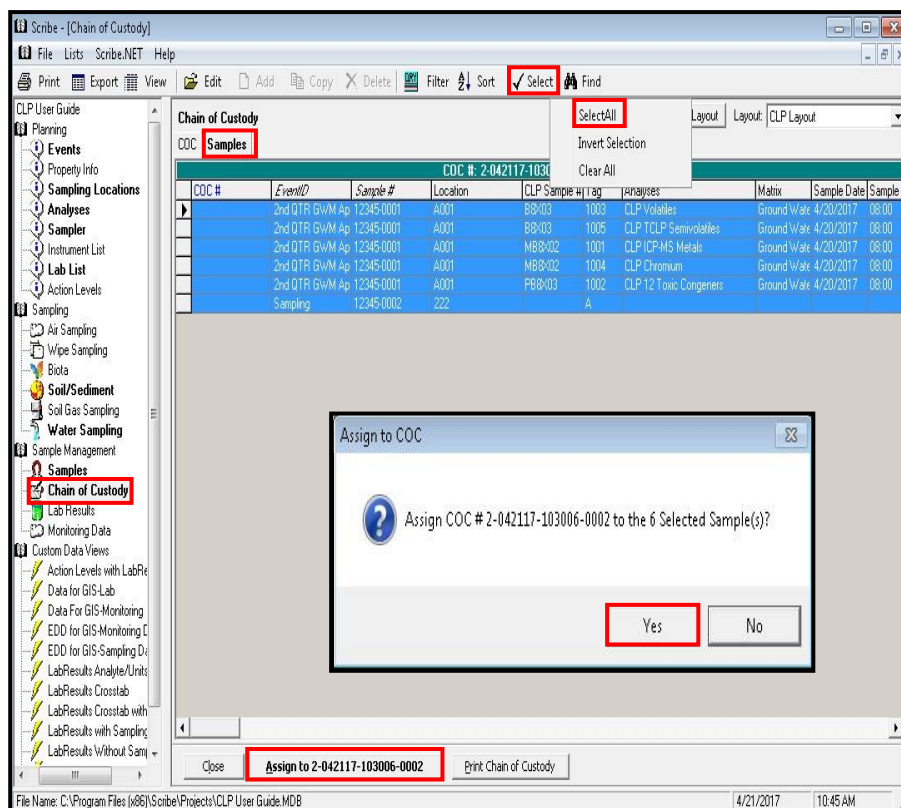 Scribe - [Chain of Custody]
File Lists Scribe.NET Help
Print Export View Edit Add Copy Delete Filter Sort Select Find
CLP User Guide
Planning
Events
Property Info
Sampling Locations
Analyses
Sampler
Instrument List
Lab List
Action Levels
Sampling
Air Sampling
Wipe Sampling
Biota
Soil/Sediment
Soil Gas Sampling
Water Sampling
Sample Management
Samples
Chain of Custody
Lab Results
Monitoring Data
Custom Data Views
Action Levels with LabRe
Data for GIS-Lab
Data For GIS-Monitoring
EDD for GIS-Monitoring D
EDD for GIS-Sampling Da
LabResults Analyte/Units
LabResults Crosstab
LabResults Crosstab with
LabResults with Sampling
LabResults Without Samp
Chain of Custody
COC Samples
SelectAll
Invert Selection
Clear All
Layout Layout: CLP Layout
COC #: 2-042117-103
COC # EventID Sample # Location CLP Sample # Tag Analyses Matrix Sample Date Sample
2nd QTR GWM Ap 12345-0001 A001 B8X03 1003 CLP Volatiles Ground Wate 4/20/2017 08:00
2nd QTR GWM Ap 12345-0001 A001 B8X03 1005 CLP TCLP Semivolatiles Ground Wate 4/20/2017 08:00
2nd QTR GWM Ap 12345-0001 A001 MB8X02 1001 CLP ICP-MS Metals Ground Wate 4/20/2017 08:00
2nd QTR GWM Ap 12345-0001 A001 MB8X02 1004 CLP Chromium Ground Wate 4/20/2017 08:00
2nd QTR GWM Ap 12345-0001 A001 PB8X03 1002 CLP 12 Toxic Congeners Ground Wate 4/20/2017 08:00
Sampling 12345-0002 222 A
Assign to COC
Assign COC # 2-042117-103006-0002 to the 6 Selected Sample(s)?
Yes No
Close Assign to 2-042117-103006-0002 Print Chain of Custody
File Name: C:\Program Files (x86)\Scribe\Projects\CLP User Guide.MDB 4/21/2017 10:45 AM